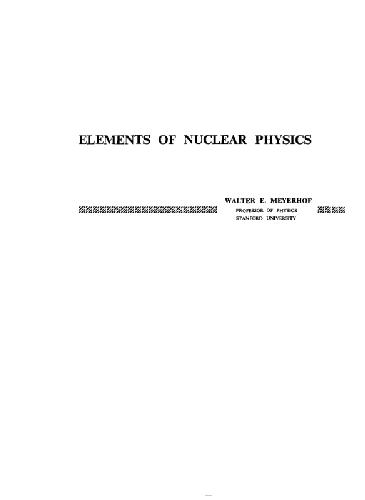 ELEMENTS OF NUCLEAR PHYSICS
WALTER E. MEYERHOF
PROFESSOR OF PHYSICS
STANFORD UNIVERSITY